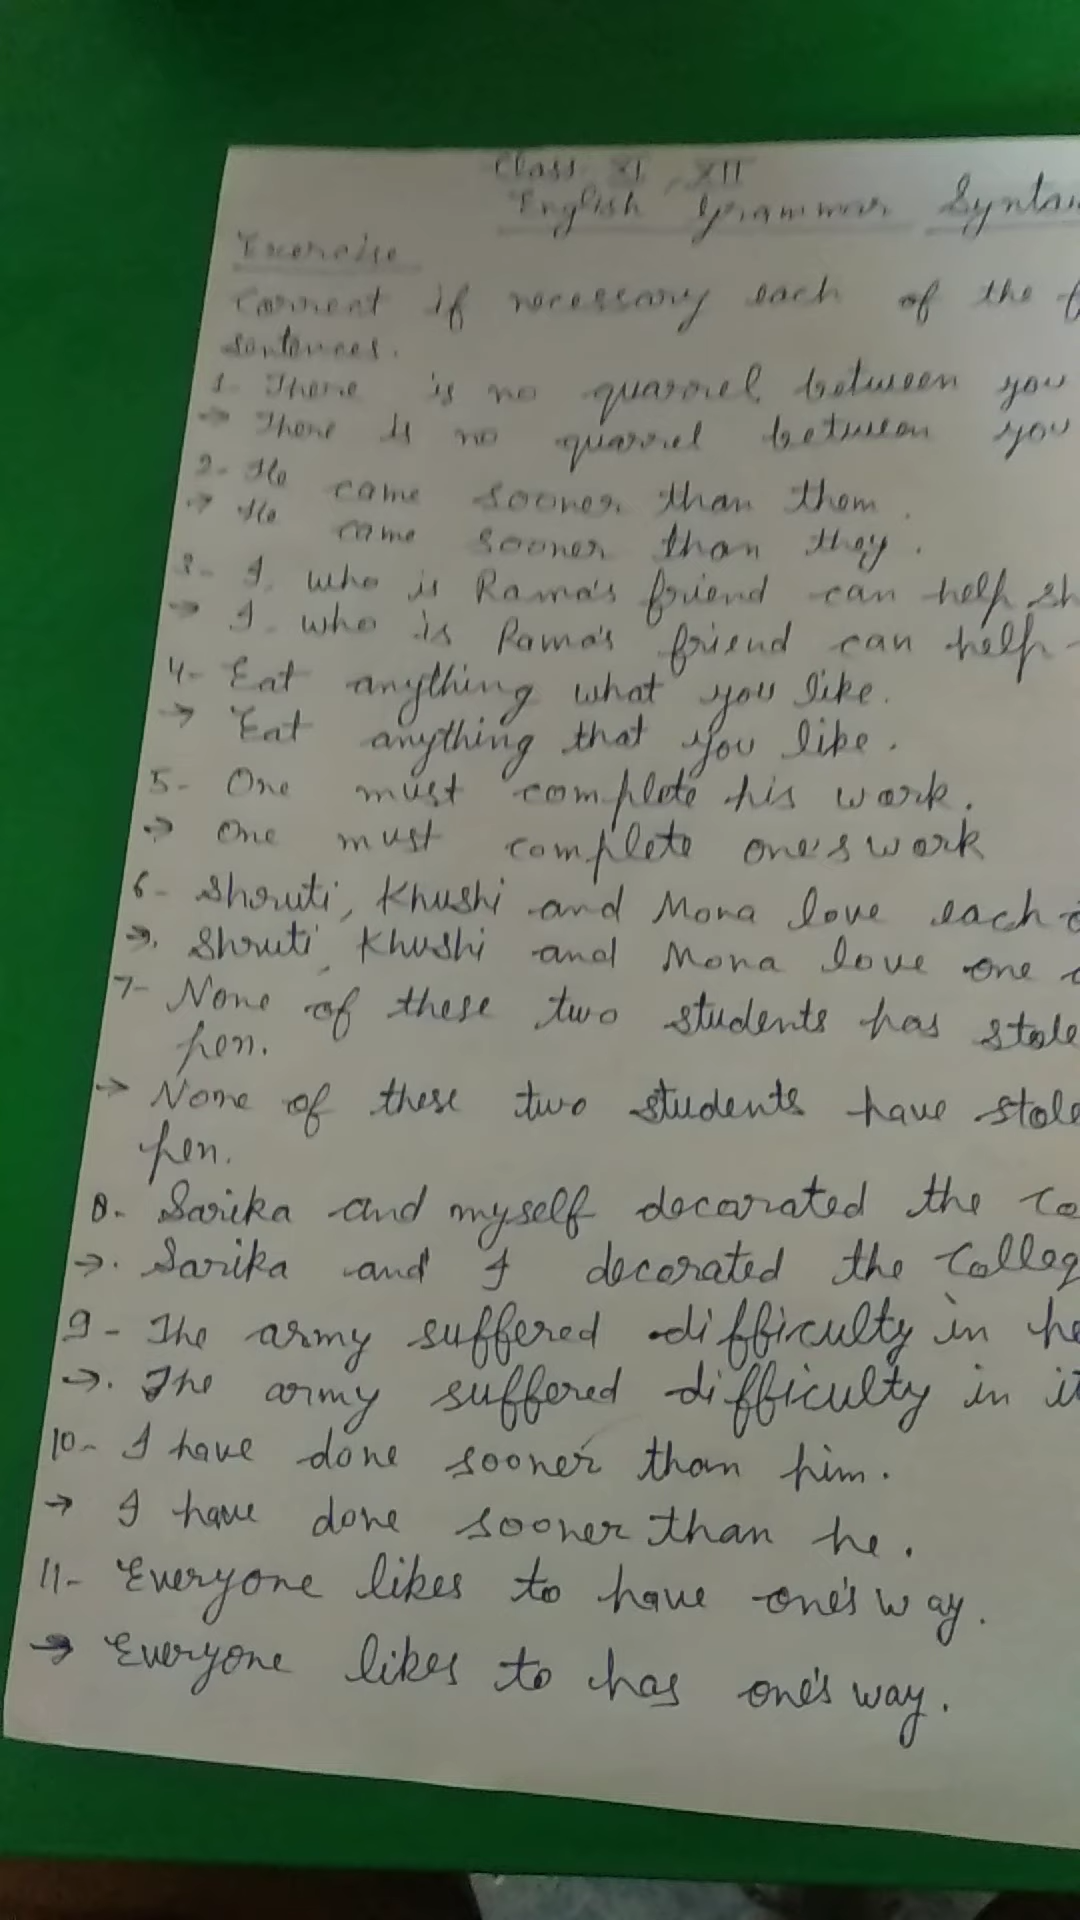 Class XI, XII
English Grammar Syntax
Exercise
Correct if necessary each of the
sentences.
1- There is no quarrel between you
→ There is no quarrel between you
2- He came sooner than them.
→ He came sooner than they.
3- I who is Rama's friend can help
→ I who is Rama's friend can help
4- Eat anything what you like.
→ Eat anything that you like.
5- One must complete his work.
→ One must complete one's work
6- Shruti, Khushi and Mona love each
→. Shruti, Khushi and Mona love one
7- None of these two students has stole
pen.
→ None of these two students have stole
pen.
8- Sarika and myself decorated the Co
→. Sarika and I decorated the Colleg
9- The army suffered difficulty in he
→. The army suffered difficulty in it
10- I have done sooner than him.
→ I have done sooner than he.
11- Everyone likes to have one's way.
→ Everyone likes to has one's way.